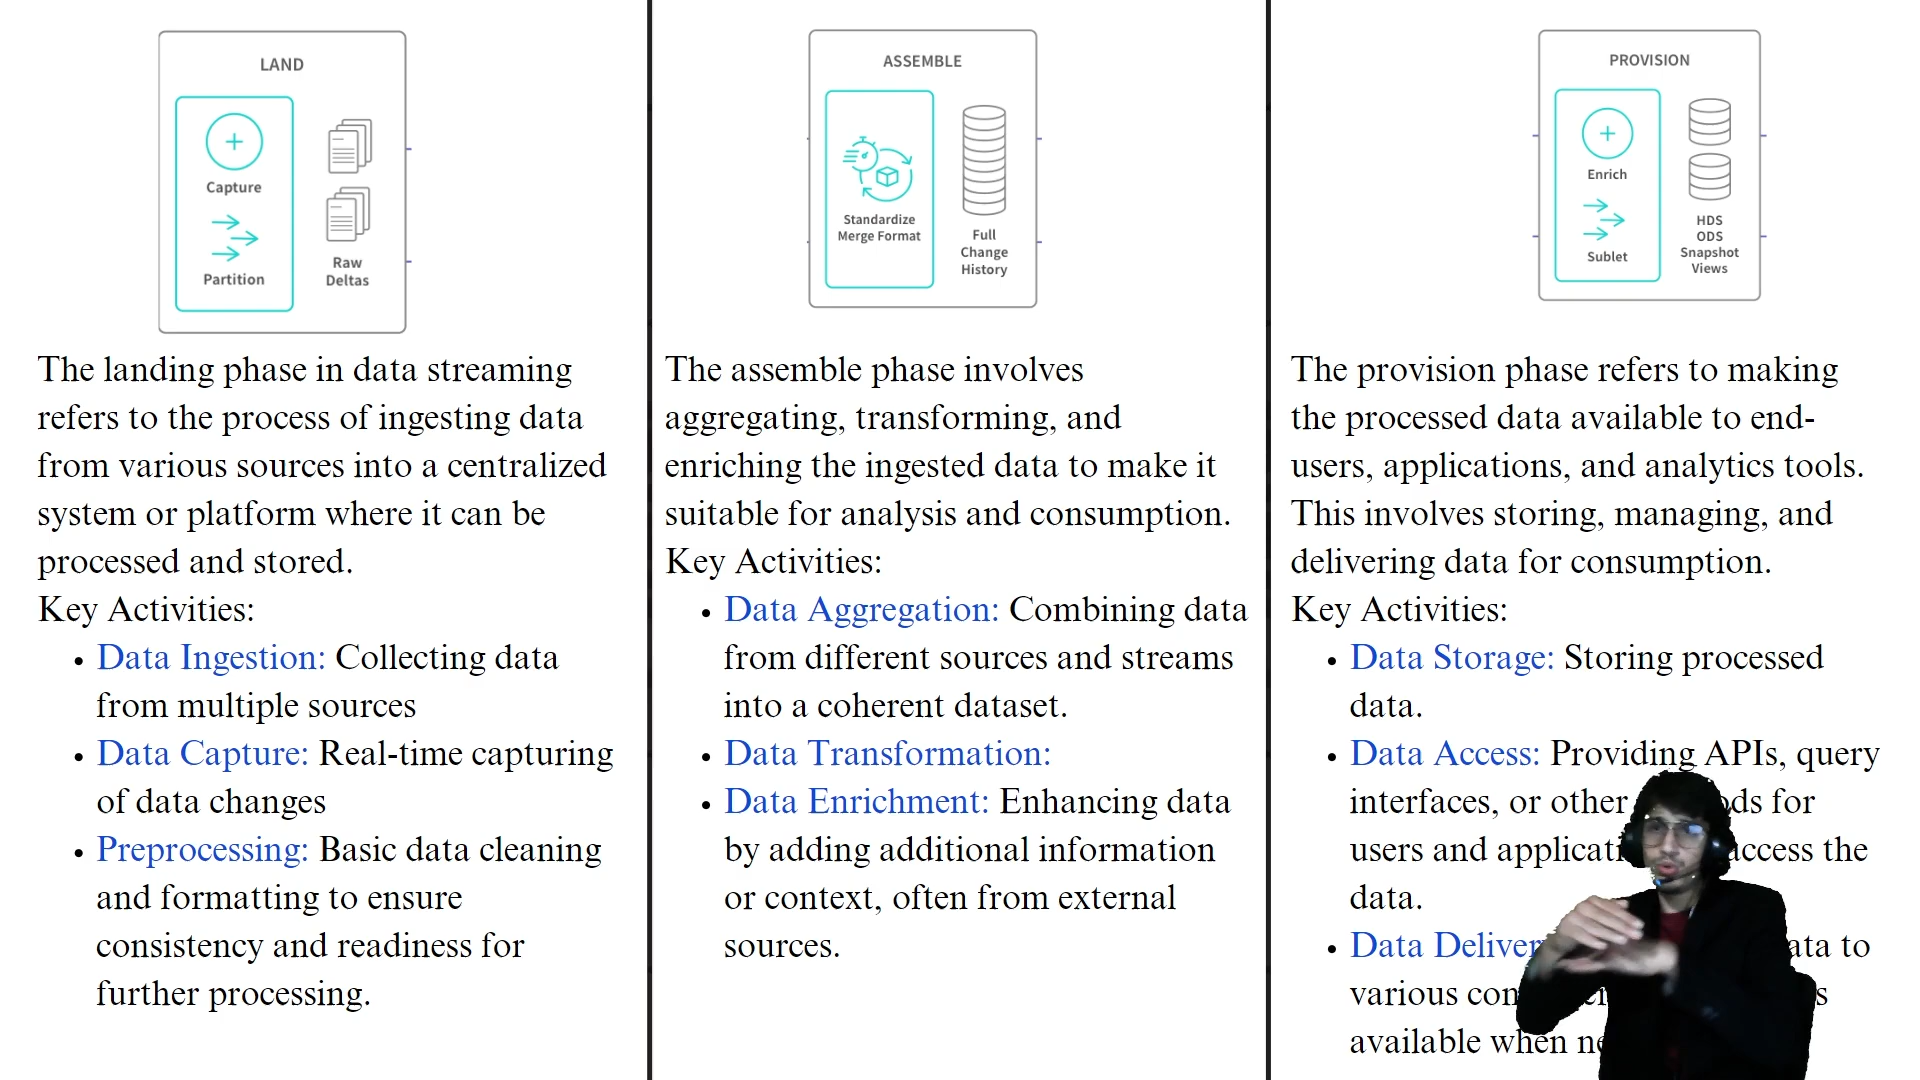 LAND
Capture
Partition
Raw
Deltas
The landing phase in data streaming
refers to the process of ingesting data
from various sources into a centralized
system or platform where it can be
processed and stored.
Key Activities:
• Data Ingestion: Collecting data
from multiple sources
• Data Capture: Real-time capturing
of data changes
• Preprocessing: Basic data cleaning
and formatting to ensure
consistency and readiness for
further processing.
ASSEMBLE
Standardize
Merge Format
Full
Change
History
The assemble phase involves
aggregating, transforming, and
enriching the ingested data to make it
suitable for analysis and consumption.
Key Activities:
• Data Aggregation: Combining data
from different sources and streams
into a coherent dataset.
• Data Transformation:
• Data Enrichment: Enhancing data
by adding additional information
or context, often from external
sources.
PROVISION
Enrich
Sublet
HDS
ODS
Snapshot
Views
The provision phase refers to making
the processed data available to end-
users, applications, and analytics tools.
This involves storing, managing, and
delivering data for consumption.
Key Activities:
• Data Storage: Storing processed
data.
• Data Access: Providing APIs, query
interfaces, or other for
users and access the
data.
• Data to
various
available when